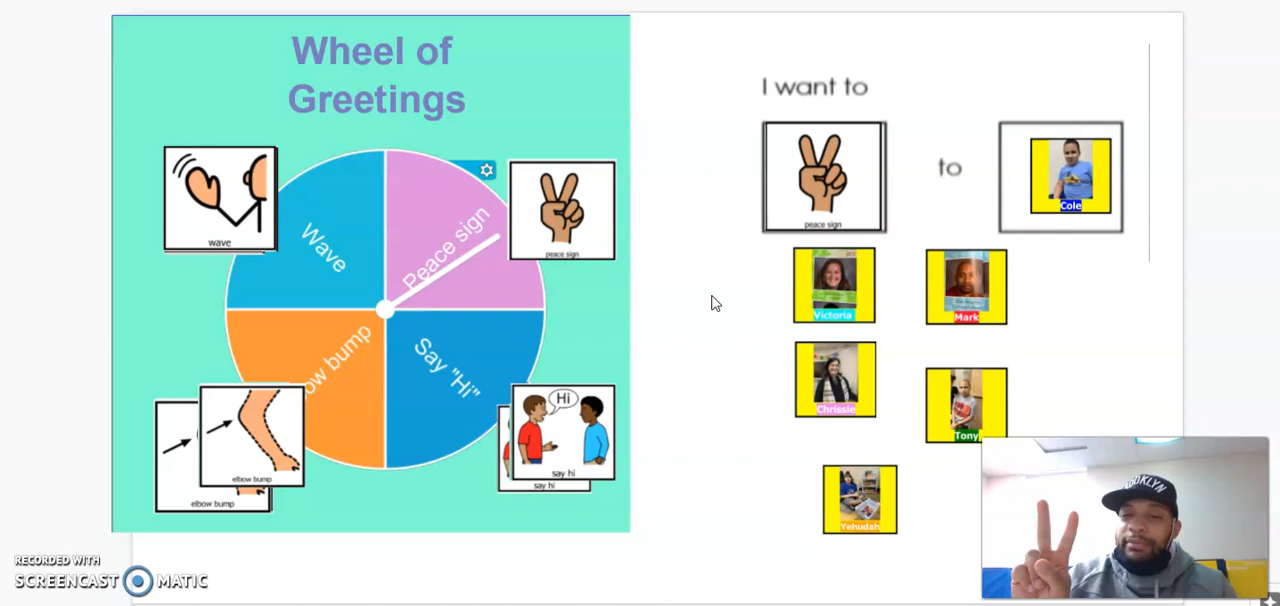 Wheel of
Greetings
wave
Wave
Peace sign
peace sign
ow bump
Say "Hi"
elbow bump
elbow bump
Hi
say hi
say hi
I want to
peace sign
to
Cole
Victoria
Mark
Chrissie
Tony
Yehudah
ROOKLYN
RECORDED WITH
SCREENCAST MATIC